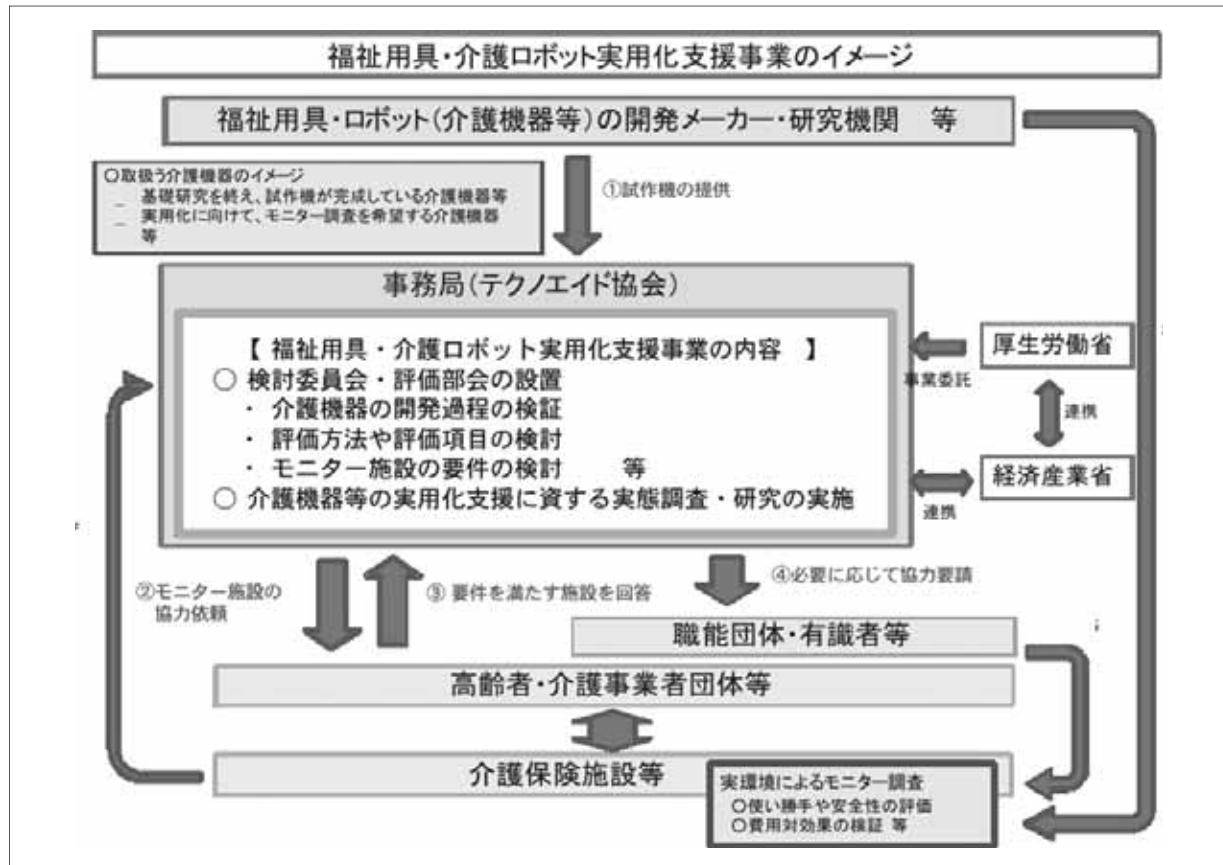 福祉用具・介護ロボット実用化支援事業のイメージ
福祉用具・ロボット(介護機器等)の開発メーカー・研究機関　等
○取扱う介護機器のイメージ
_ 基礎研究を終え、試作機が完成している介護機器等
_ 実用化に向けて、モニター調査を希望する介護機器
等
①試作機の提供
事務局(テクノエイド協会)
【 福祉用具・介護ロボット実用化支援事業の内容 】
○ 検討委員会・評価部会の設置
・ 介護機器の開発過程の検証
・ 評価方法や評価項目の検討
・ モニター施設の要件の検討　等
○ 介護機器等の実用化支援に資する実態調査・研究の実施
厚生労働省
事業委託
連携
経済産業省
連携
②モニター施設の
協力依頼
③ 要件を満たす施設を回答
④必要に応じて協力要請
職能団体・有識者等
高齢者・介護事業者団体等
介護保険施設等
実環境によるモニター調査
○使い勝手や安全性の評価
○費用対効果の検証 等